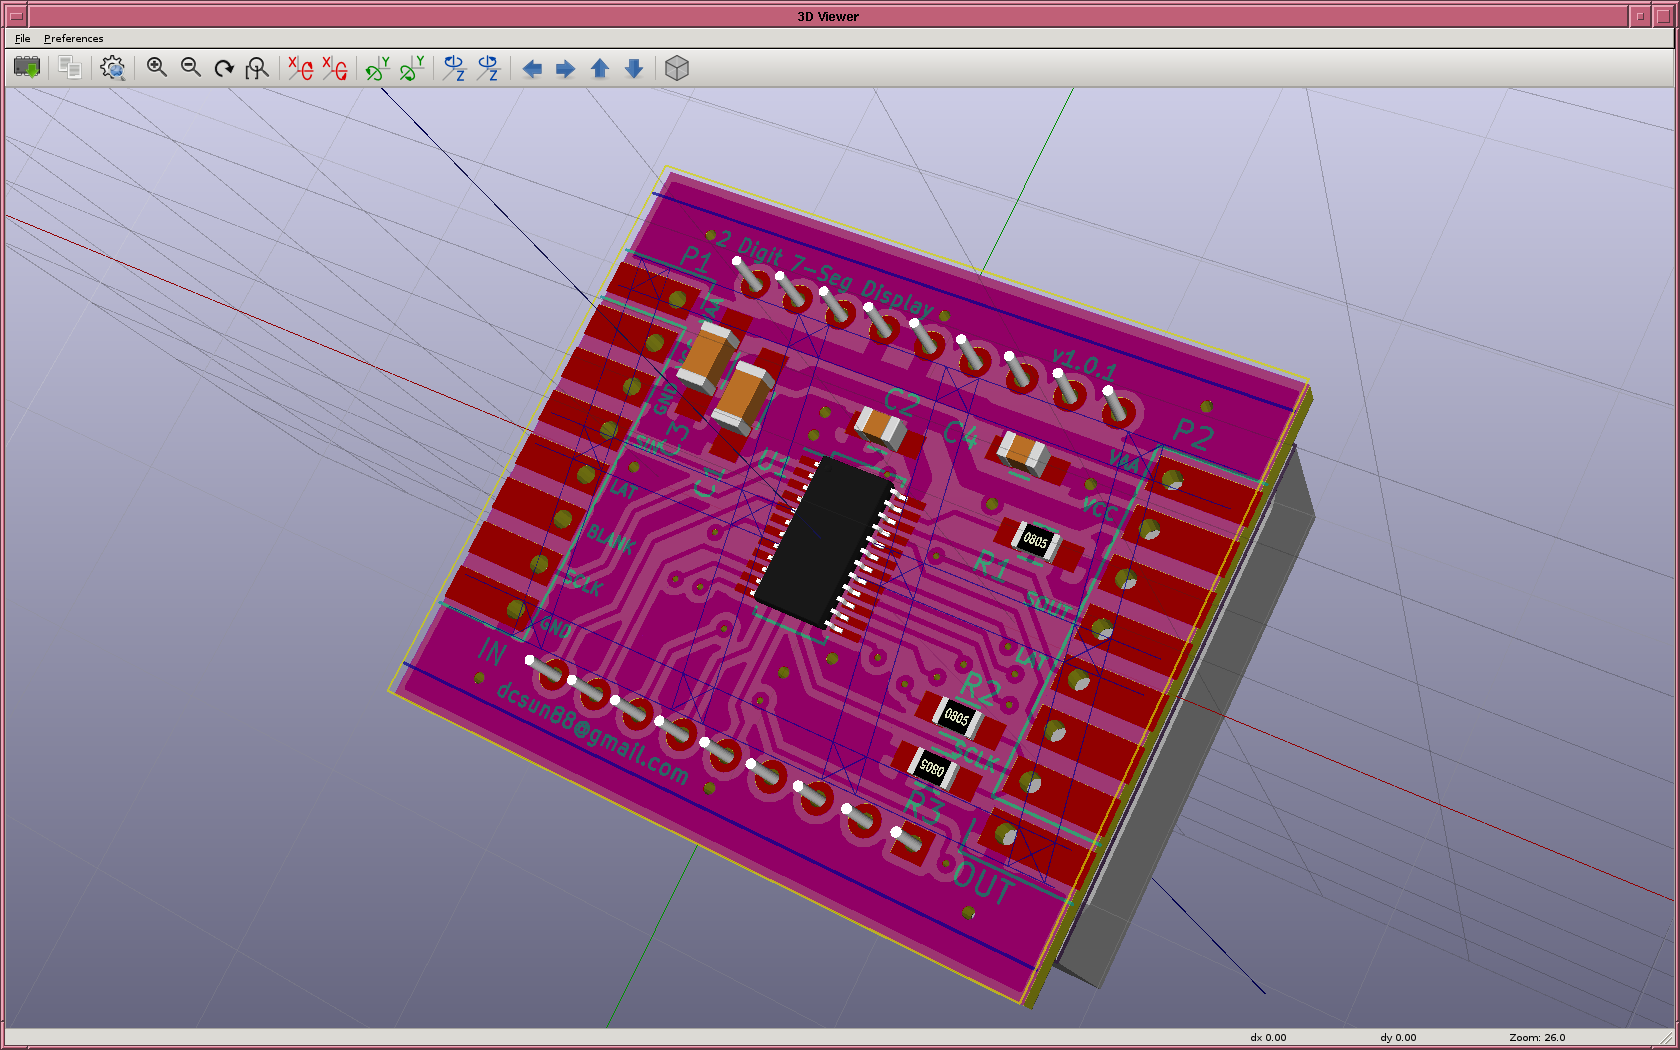 3D Viewer
File Preferences
X X Y Y Z Z
2 Digit 7-Seg Display
v1.0.1
P1
P2
C2
C4
C3
C1
U1
GND
SIN
LAT
BLANK
SCLK
GND
IN
dcsun88@gmail.com
VAA
VCC
0805
R1
SOUT
LAT
R2
0805
SCLK
0805
R3
OUT
dx 0.00 dy 0.00 Zoom: 26.0